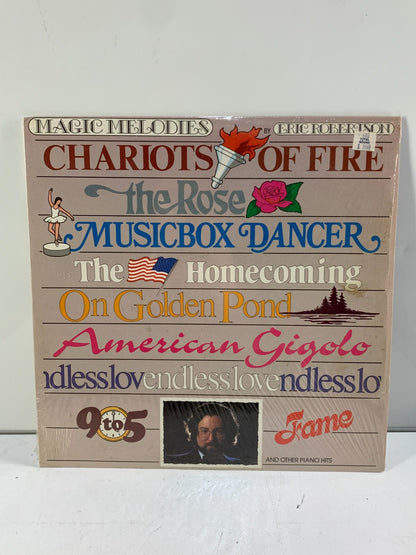 MAGIC MELODIES BY ERIC ROBERTSON
CHARIOTS OF FIRE
the Rose
MUSICBOX DANCER
The Homecoming
On Golden Pond
American Gigolo
ndlesslovendlesslovendlesslo
9 to 5
Fame
AND OTHER PIANO HITS